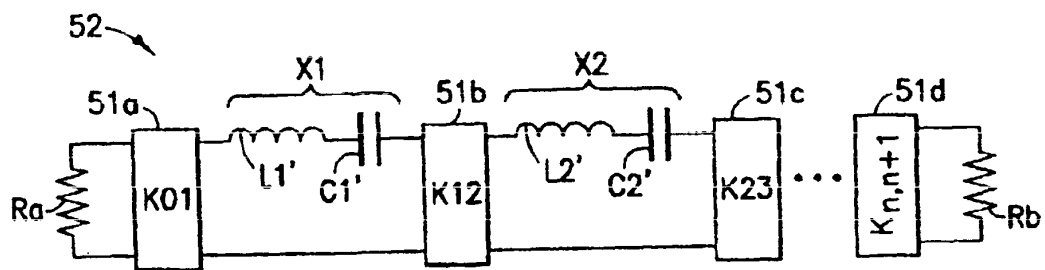 52
X1
X2
51a
51b
51c
51d
L1'
C1'
L2'
C2'
Ra
K01
K12
K23
Kn,n+1
Rb